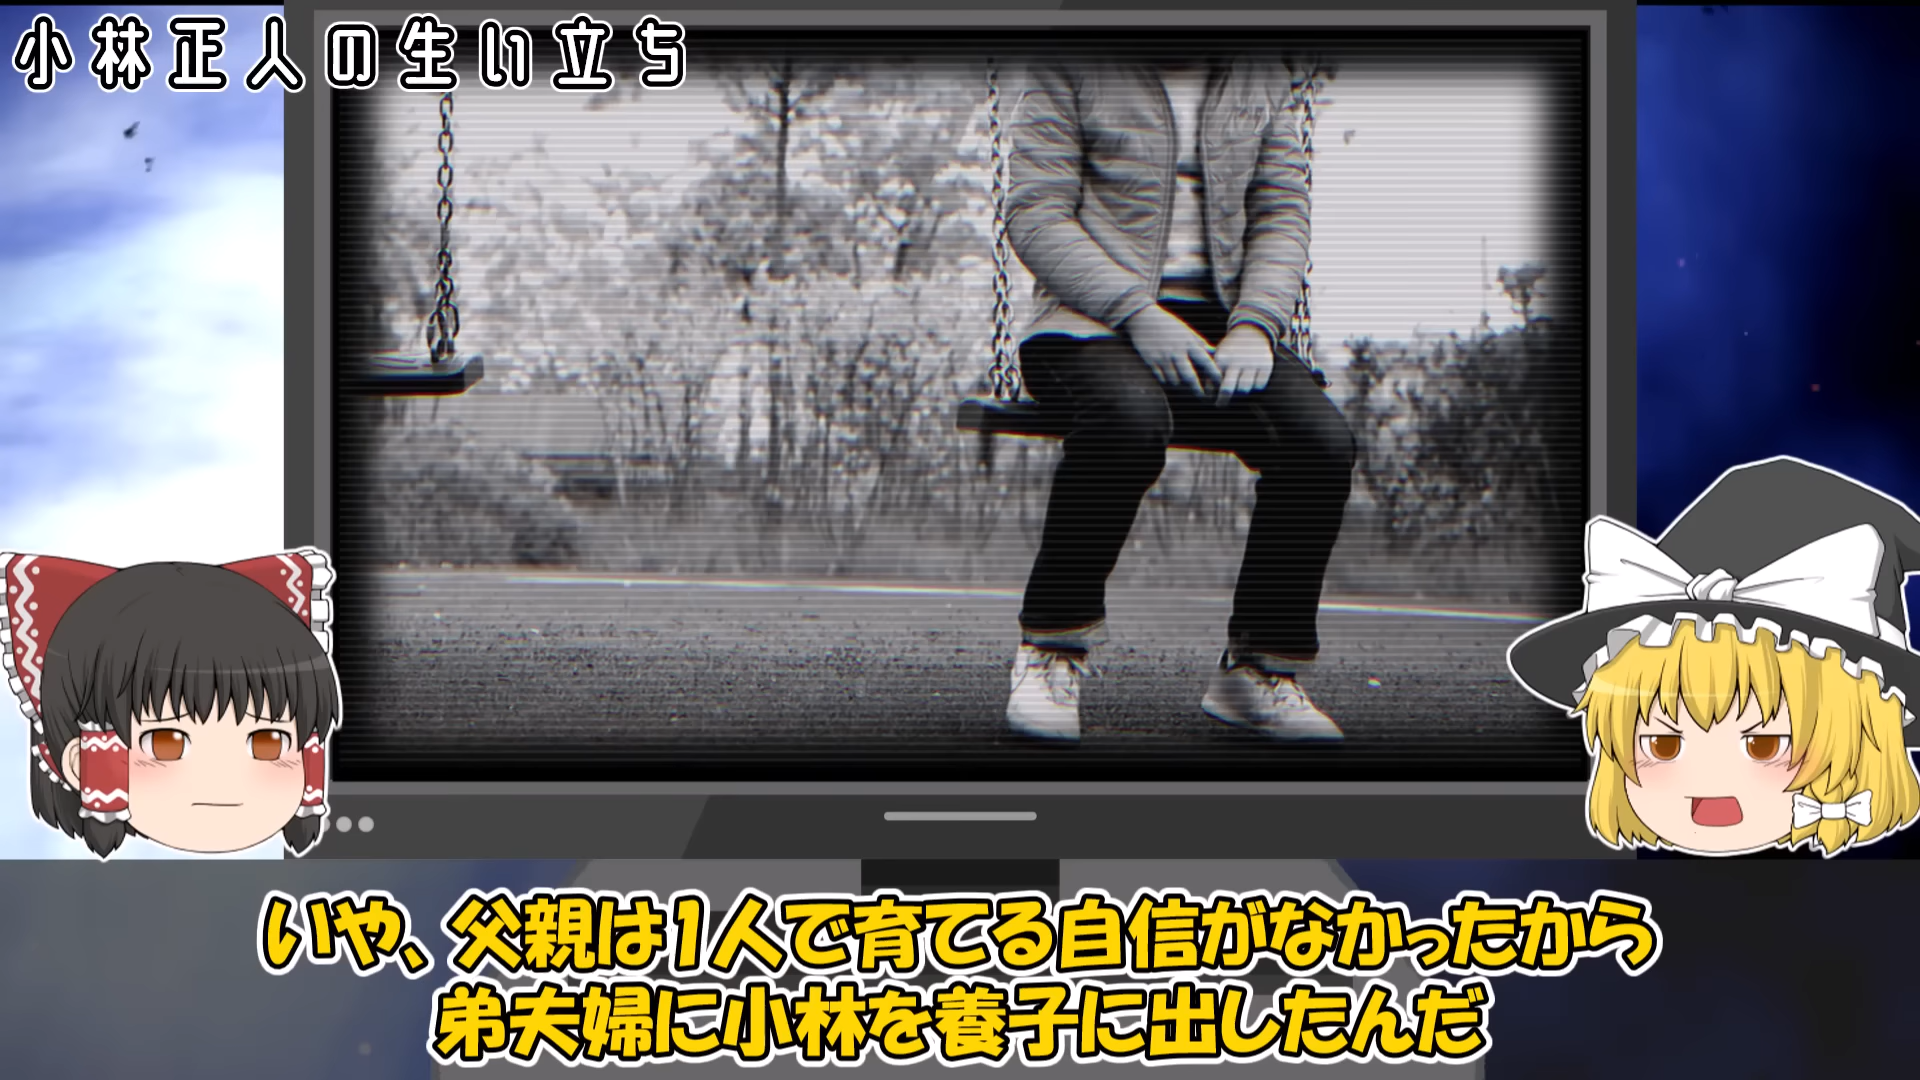 小林正人の生い立ち
いや、父親は1人で育てる自信がなかったから
弟夫婦に小林を養子に出したんだ